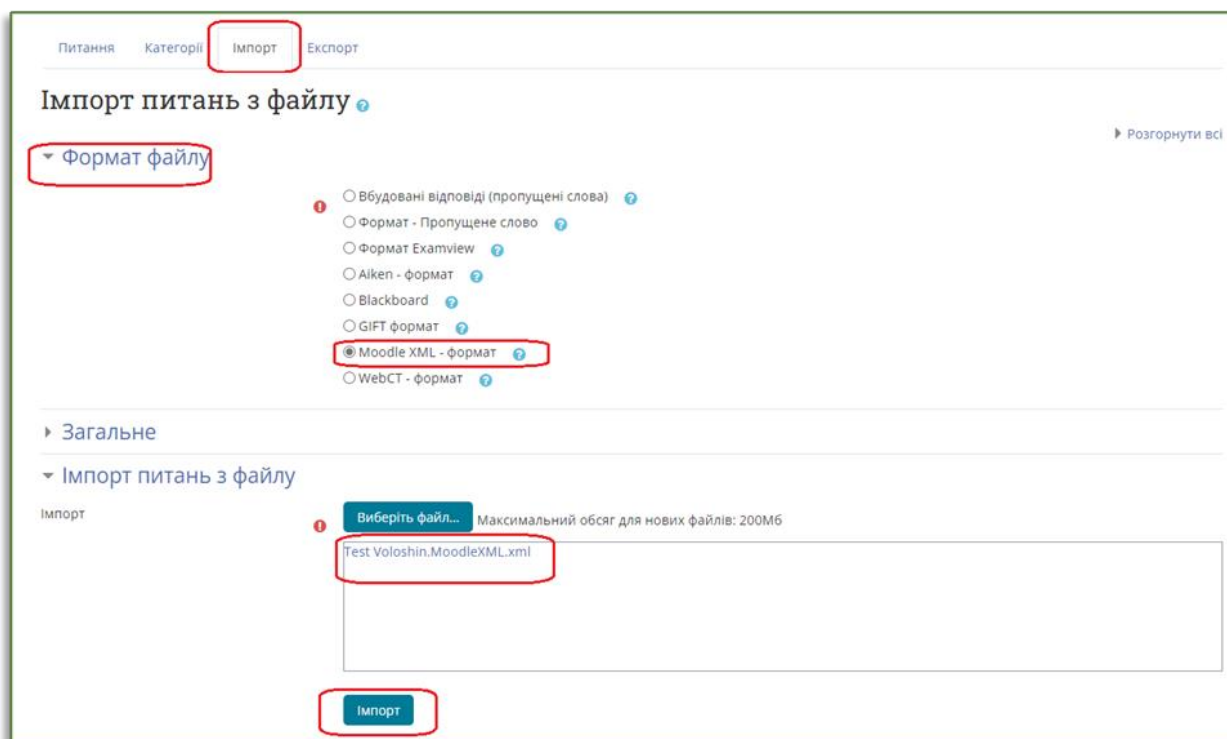 Питання Категорії Імпорт Експорт
Імпорт питань з файлу
Розгорнути всі
Формат файлу
Вбудовані відповіді (пропущені слова)
Формат - Пропущене слово
Формат Examview
Aiken - формат
Blackboard
GIFT формат
Moodle XML - формат
WebCT - формат
Загальне
Імпорт питань з файлу
Імпорт
Виберіть файл... Максимальний обсяг для нових файлів: 200Мб
Test Voloshin.MoodleXML.xml
Імпорт